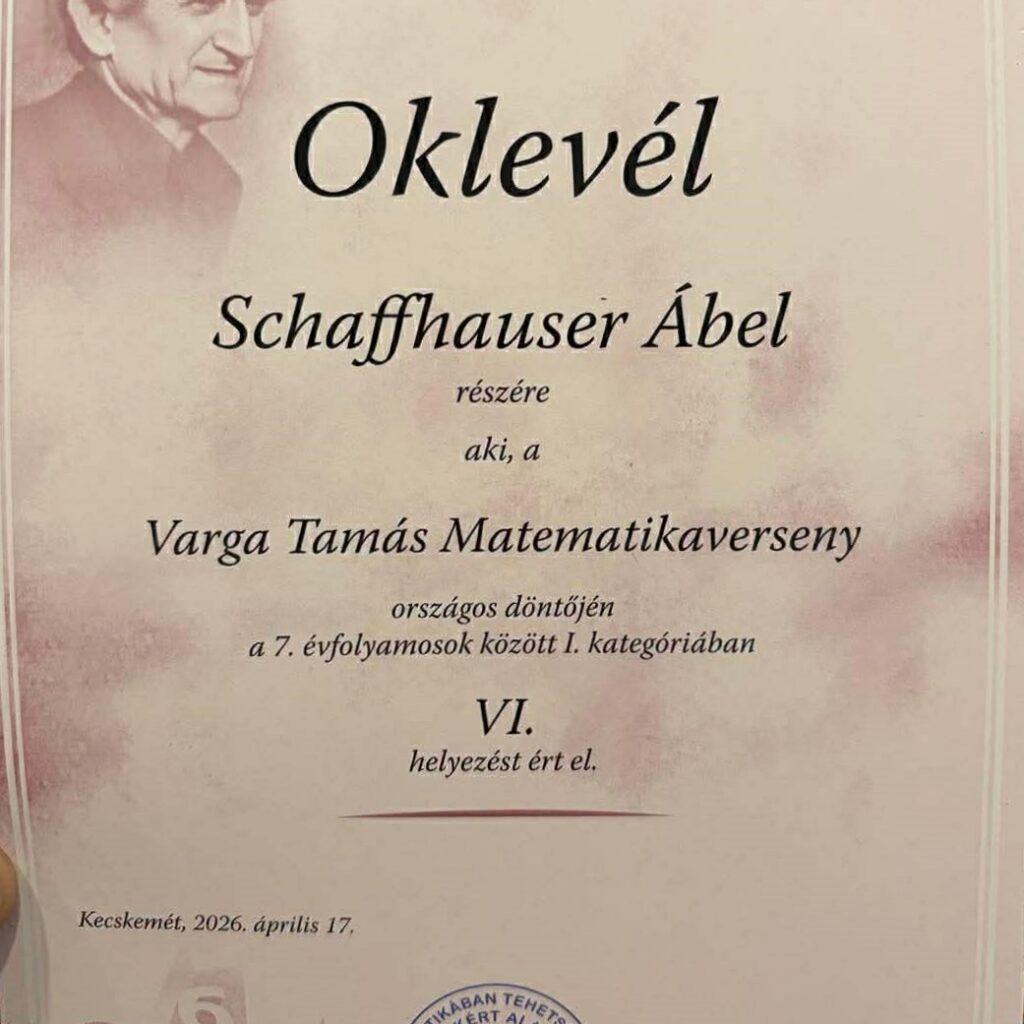 Oklevél
Schaffhauser Ábel
részére
aki, a
Varga Tamás Matematikaverseny
országos döntőjén
a 7. évfolyamosok között I. kategóriában
VI.
helyezést ért el.
Kecskemét, 2026. április 17.